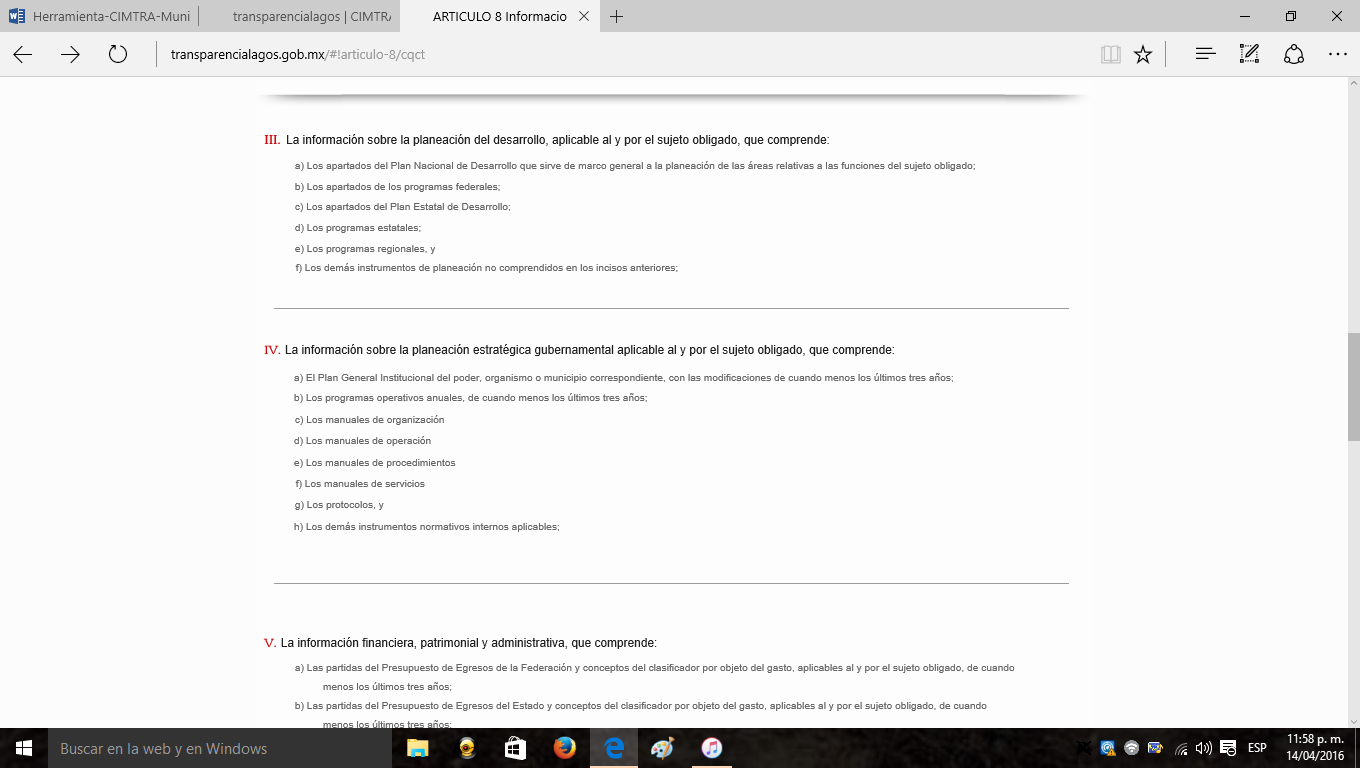 Herramienta-CIMTRA-Muni
transparencialagos | CIMTRA
ARTICULO 8 Informacio
transparencialagos.gob.mx/#!articulo-8/cqct
III. La información sobre la planeación del desarrollo, aplicable al y por el sujeto obligado, que comprende:
a) Los apartados del Plan Nacional de Desarrollo que sirve de marco general a la planeación de las áreas relativas a las funciones del sujeto obligado;
b) Los apartados de los programas federales;
c) Los apartados del Plan Estatal de Desarrollo;
d) Los programas estatales;
e) Los programas regionales, y
f) Los demás instrumentos de planeación no comprendidos en los incisos anteriores;
IV. La información sobre la planeación estratégica gubernamental aplicable al y por el sujeto obligado, que comprende:
a) El Plan General Institucional del poder, organismo o municipio correspondiente, con las modificaciones de cuando menos los últimos tres años;
b) Los programas operativos anuales, de cuando menos los últimos tres años;
c) Los manuales de organización
d) Los manuales de operación
e) Los manuales de procedimientos
f) Los manuales de servicios
g) Los protocolos, y
h) Los demás instrumentos normativos internos aplicables;
V. La información financiera, patrimonial y administrativa, que comprende:
a) Las partidas del Presupuesto de Egresos de la Federación y conceptos del clasificador por objeto del gasto, aplicables al y por el sujeto obligado, de cuando
menos los últimos tres años;
b) Las partidas del Presupuesto de Egresos del Estado y conceptos del clasificador por objeto del gasto, aplicables al y por el sujeto obligado, de cuando
menos los últimos tres años;
Buscar en la web y en Windows
ESP
11:58 p. m.
14/04/2016